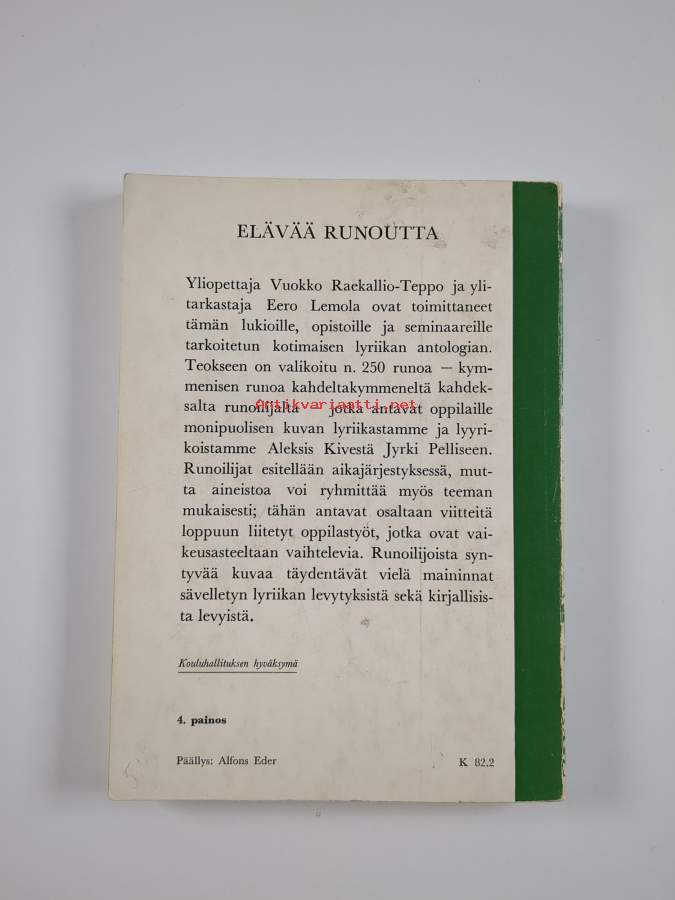 ELÄVÄÄ RUNOUTTA
Yliopettaja Vuokko Raekallio-Teppo ja yli-
tarkastaja Eero Lemola ovat toimittaneet
tämän lukioille, opistoille ja seminaareille
tarkoitetun kotimaisen lyriikan antologian.
Teokseen on valikoitu n. 250 runoa — kym-
menisen runoa kahdeltakymmeneltä kahdek-
salta runoilijalta — jotka antavat oppilaille
Antikvariaatti.net
monipuolisen kuvan lyriikastamme ja lyyri-
koistamme Aleksis Kivestä Jyrki Pelliseen.
Runoilijat esitellään aikajärjestyksessä, mut-
ta aineistoa voi ryhmittää myös teeman
mukaisesti; tähän antavat osaltaan viitteitä
loppuun liitetyt oppilastyöt, jotka ovat vai-
keusasteeltaan vaihtelevia. Runoilijoista syn-
tyvää kuvaa täydentävät vielä maininnat
sävelletyn lyriikan levytyksistä sekä kirjallisis-
ta levyistä.
Kouluhallituksen hyväksymä
4. painos
Päällys: Alfons Eder K 82.2